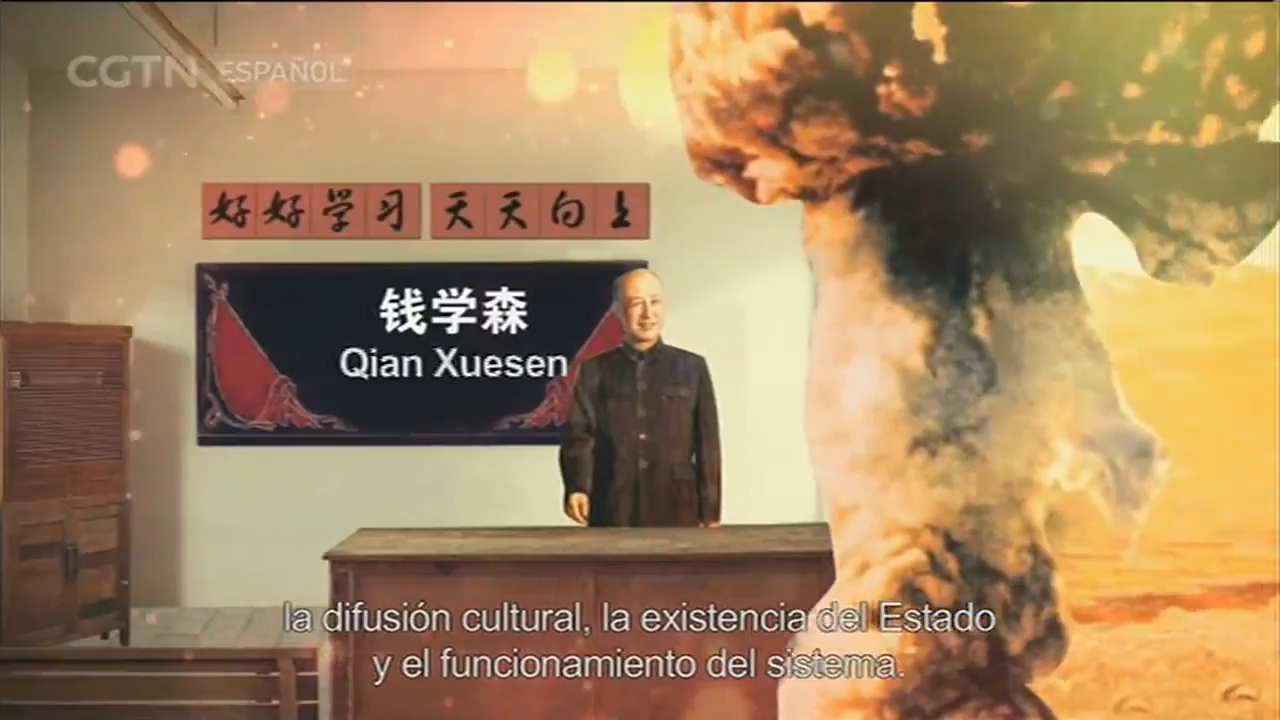 CGTN ESPAÑOL
好好学习 天天向上
钱学森
Qian Xuesen
la difusión cultural, la existencia del Estado
y el funcionamiento del sistema.